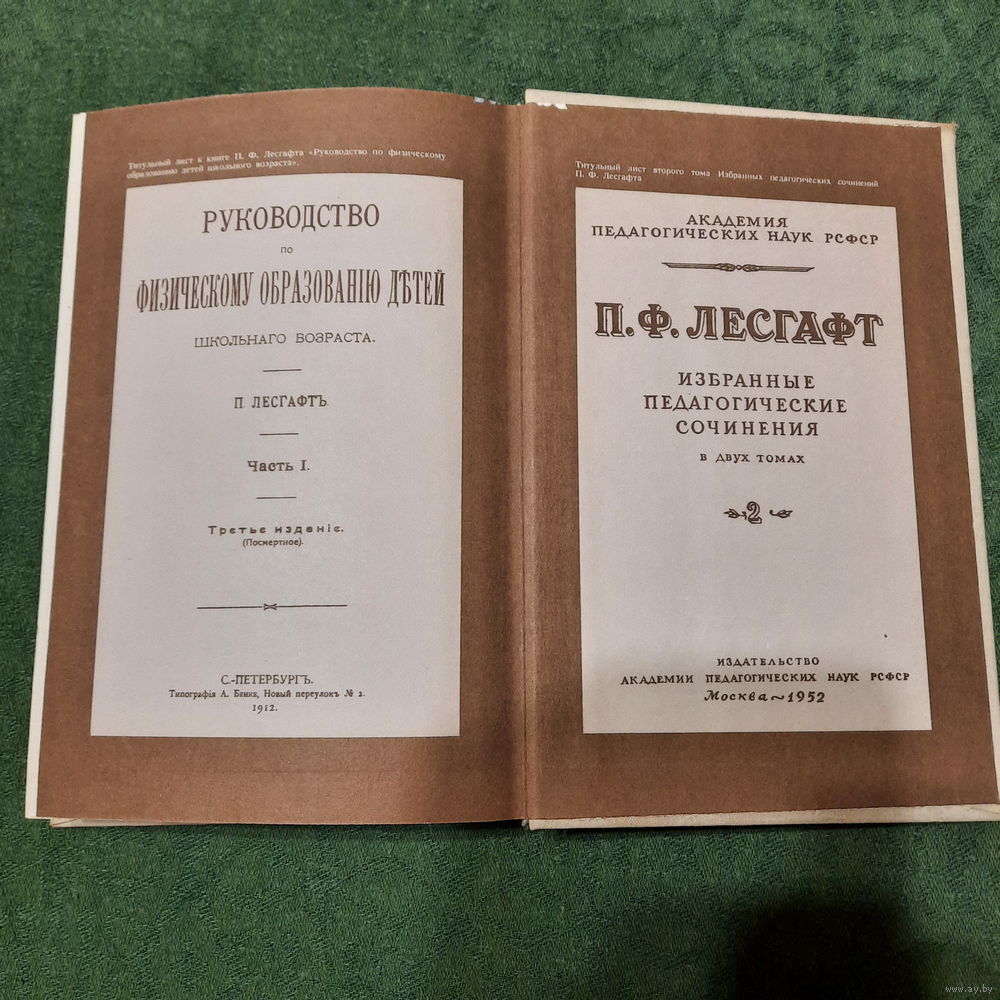 Титульный лист к книге П. Ф. Лесгафта «Руководство по физическому
образованию детей школьного возраста».
РУКОВОДСТВО
ПО
ФИЗИЧЕСКОМУ ОБРАЗОВАНІЮ ДѢТЕЙ
ШКОЛЬНАГО ВОЗРАСТА.
П. ЛЕСГАФТЪ.
Часть I.
Третье изданіе.
(Посмертное).
С.-ПЕТЕРБУРГЪ.
Типографія А. Бенке, Новый переулокъ № 2.
1912.
Титульный лист второго тома Избранных педагогических сочинений
П. Ф. Лесгафта
АКАДЕМИЯ
ПЕДАГОГИЧЕСКИХ НАУК РСФСР
П.Ф. ЛЕСГАФТ
ИЗБРАННЫЕ
ПЕДАГОГИЧЕСКИЕ
СОЧИНЕНИЯ
В ДВУХ ТОМАХ
2
ИЗДАТЕЛЬСТВО
АКАДЕМИИ ПЕДАГОГИЧЕСКИХ НАУК РСФСР
Москва ~ 1952
www.ay.by